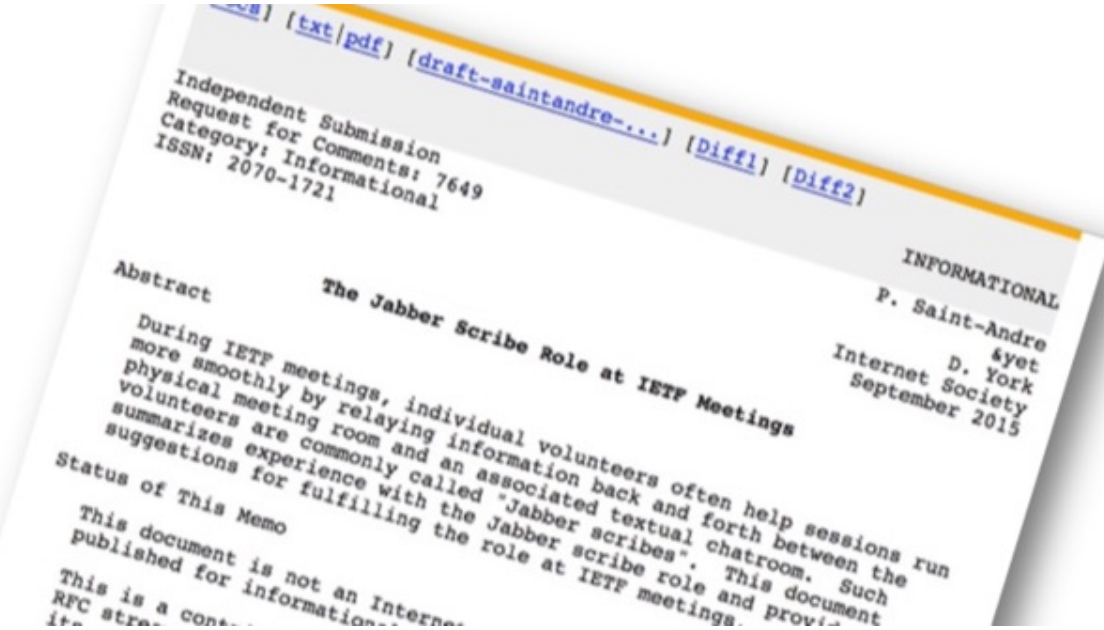 [txt|pdf] [draft-saintandre-...] [Diff1] [Diff2]
INFORMATIONAL
Independent Submission P. Saint-Andre
Request for Comments: 7649 &yet
Category: Informational D. York
ISSN: 2070-1721 Internet Society
September 2015
The Jabber Scribe Role at IETF Meetings
Abstract
During IETF meetings, individual volunteers often help sessions run
more smoothly by relaying information back and forth between the
physical meeting room and an associated textual chatroom. Such
volunteers are commonly called "Jabber scribes". This document
summarizes experience with the Jabber scribe role and
suggestions for fulfilling the role at IETF meetings.
Status of This Memo
This document is not an
published for
This is a
RFC
its